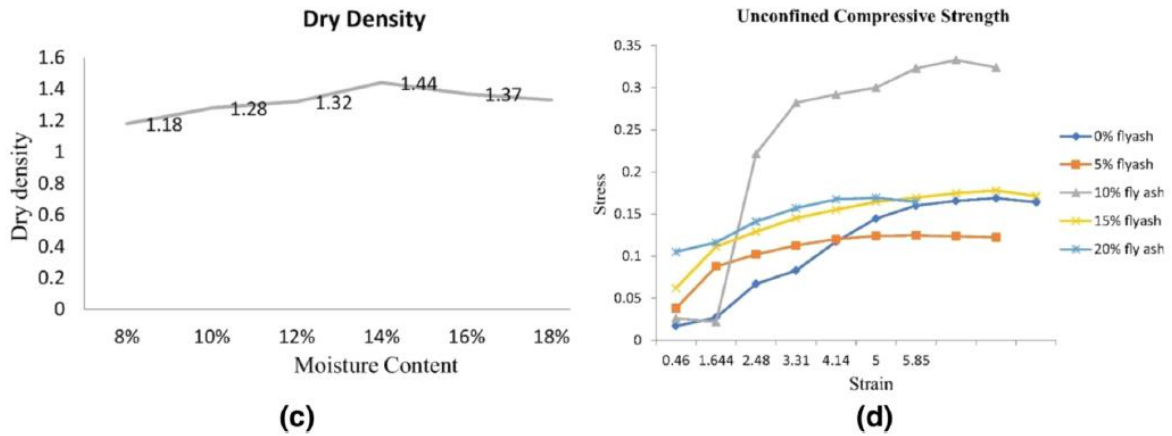 Dry Density
1.6
1.4
1.2
1
0.8
0.6
0.4
0.2
0
Dry density
1.18
1.28
1.32
1.44
1.37
8%
10%
12%
14%
16%
18%
Moisture Content
(c)
Unconfined Compressive Strength
0.35
0.3
0.25
0.2
0.15
0.1
0.05
0
Stress
0.46
1.644
2.48
3.31
4.14
5
5.85
Strain
0% flyash
5% flyash
10% fly ash
15% flyash
20% fly ash
(d)